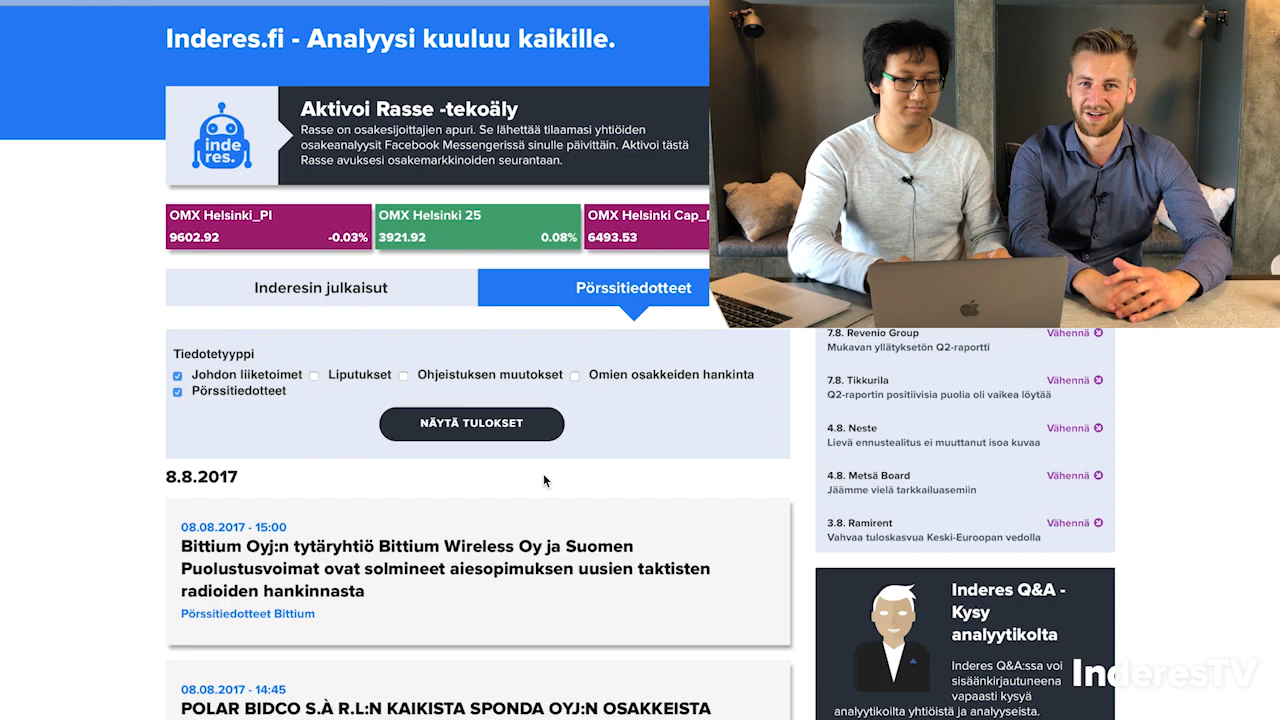 Inderes.fi - Analyysi kuuluu kaikille.
inde
res.
Aktivoi Rasse -tekoäly
Rasse on osakesijoittajien apuri. Se lähettää tilaamasi yhtiöiden
osakeanalyysit Facebook Messengerissä sinulle päivittäin. Aktivoi tästä
Rasse avuksesi osakemarkkinoiden seurantaan.
OMX Helsinki_PI
9602.92 -0.03%
OMX Helsinki 25
3921.92 0.08%
OMX Helsinki Cap_
6493.53
Inderesin julkaisut
Pörssitiedotteet
Tiedotetyyppi
Johdon liiketoimet Liputukset Ohjeistuksen muutokset Omien osakkeiden hankinta
Pörssitiedotteet
NÄYTÄ TULOKSET
8.8.2017
08.08.2017 - 15:00
Bittium Oyj:n tytäryhtiö Bittium Wireless Oy ja Suomen
Puolustusvoimat ovat solmineet aiesopimuksen uusien taktisten
radioiden hankinnasta
Pörssitiedotteet Bittium
08.08.2017 - 14:45
POLAR BIDCO S.À R.L:N KAIKISTA SPONDA OYJ:N OSAKKEISTA
7.8. Revenio Group Vähennä
Mukavan yllätyksetön Q2-raportti
7.8. Tikkurila Vähennä
Q2-raportin positiivisia puolia oli vaikea löytää
4.8. Neste Vähennä
Lievä ennustealitus ei muuttanut isoa kuvaa
4.8. Metsä Board Vähennä
Jäämme vielä tarkkailuasemiin
3.8. Ramirent Vähennä
Vahvaa tuloskasvua Keski-Euroopan vedolla
Inderes Q&A -
Kysy
analyytikolta
Inderes Q&A:ssa voi
sisäänkirjautuneena
vapaasti kysyä
analyytikoilta yhtiöistä ja analyyseista.
InderesTV